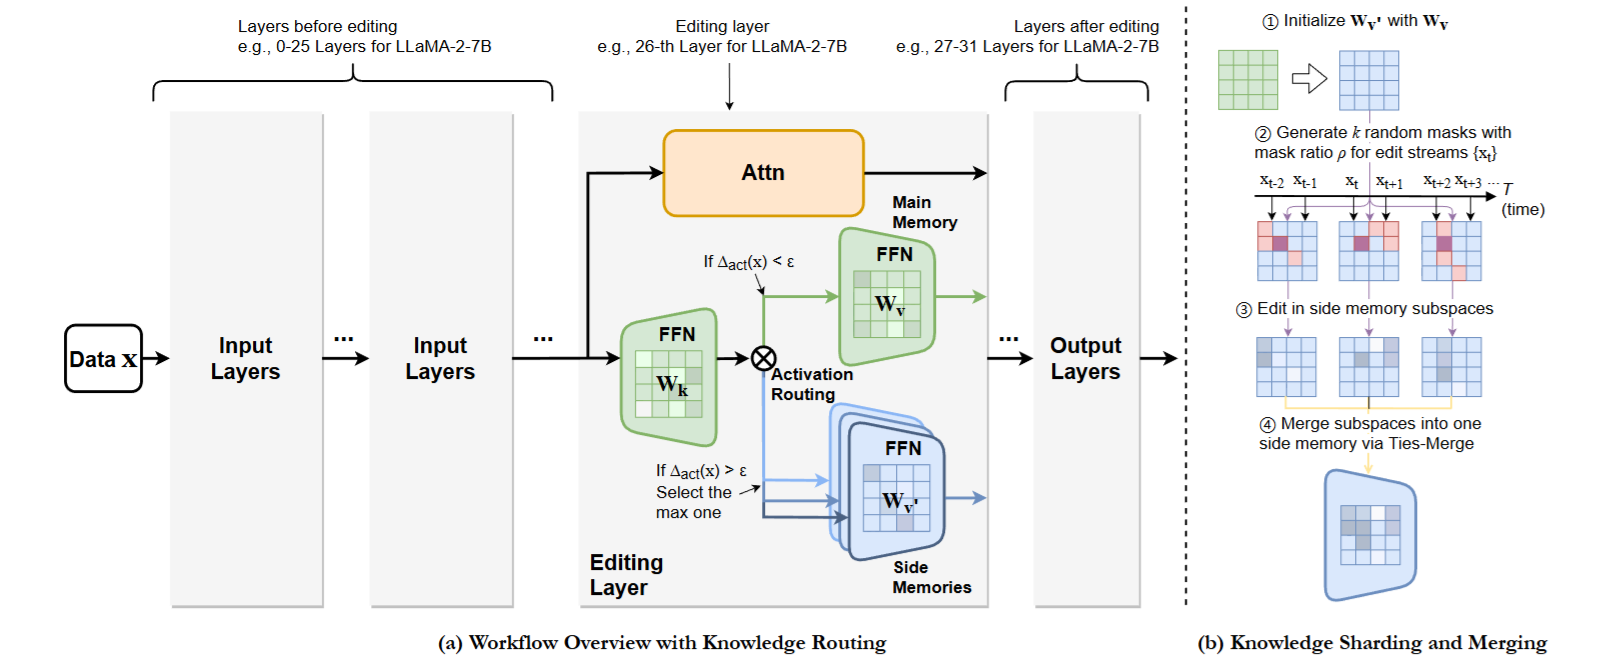 Layers before editing
e.g., 0-25 Layers for LLaMA-2-7B
Editing layer
e.g., 26-th Layer for LLaMA-2-7B
Layers after editing
e.g., 27-31 Layers for LLaMA-2-7B
Data x
Input
Layers
...
Input
Layers
...
Attn
Main
Memory
If Δact(x) < ε
FFN
Wv
FFN
Wk
Activation
Routing
If Δact(x) > ε
Select the
max one
FFN
Wv'
Side
Memories
Editing
Layer
...
Output
Layers
(a) Workflow Overview with Knowledge Routing
① Initialize Wv' with Wv
② Generate k random masks with
mask ratio ρ for edit streams {xt}
xt-2 xt-1 xt xt+1 xt+2 xt+3 ... T
(time)
③ Edit in side memory subspaces
④ Merge subspaces into one
side memory via Ties-Merge
(b) Knowledge Sharding and Merging